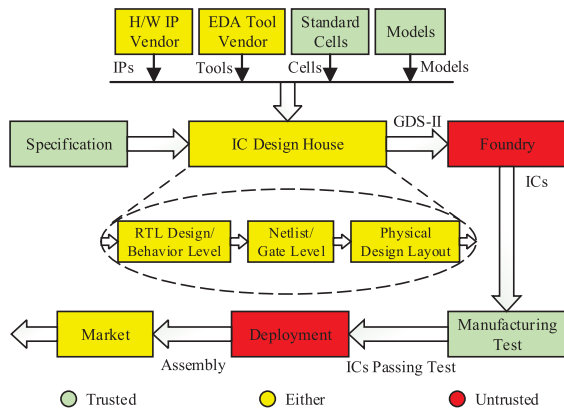 H/W IP
Vendor
EDA Tool
Vendor
Standard
Cells
Models
IPs
Tools
Cells
Models
Specification
IC Design House
GDS-II
Foundry
ICs
RTL Design/
Behavior Level
Netlist/
Gate Level
Physical
Design Layout
Market
Assembly
Deployment
ICs Passing Test
Manufacturing
Test
Trusted
Either
Untrusted